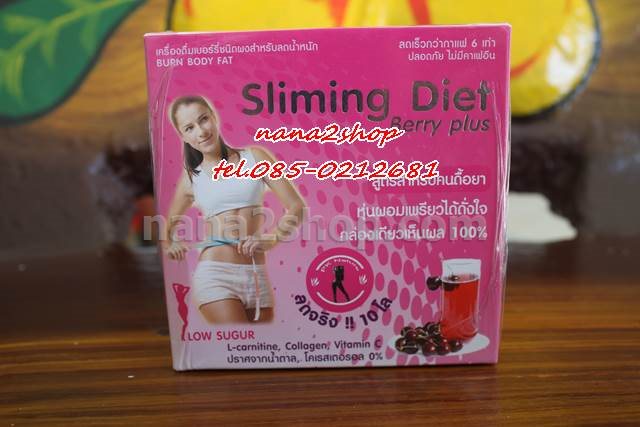 เครื่องดื่มเบอร์รี่ชนิดผงสำหรับลดน้ำหนัก
BURN BODY FAT
ลดเร็วกว่ากาแฟ 6 เท่า
ปลอดภัย ไม่มีคาเฟอีน
Sliming Diet
Berry plus
nana2shop
tel.085-0212681
สูตรสำหรับคนดื้อยา
หุ่นผอมเพรียวได้ดั่งใจ
nana2shop.com
กล่องเดียวเห็นผล 100%
ลดจริง !! 10 โล
LOW SUGUR
L-carnitine, Collagen, Vitamin C
ปราศจากน้ำตาล, โคเรสเตอรอล 0%